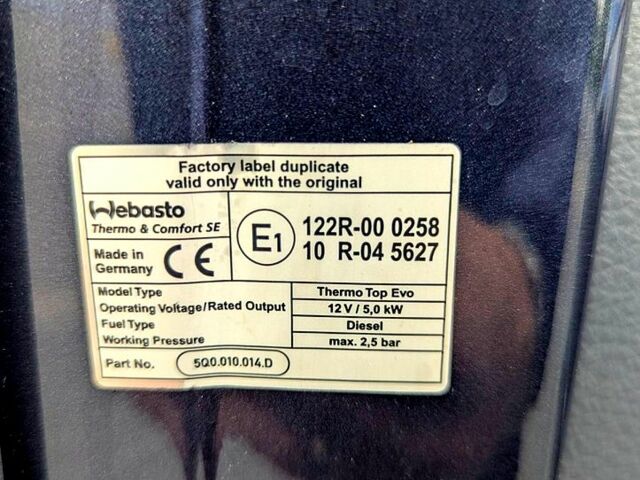 Factory label duplicate
valid only with the original
Webasto
Thermo & Comfort SE
Made in
Germany
CE
E1
122R-00 0258
10 R-04 5627
Model Type Thermo Top Evo
Operating Voltage/Rated Output 12 V / 5,0 kW
Fuel Type Diesel
Working Pressure max. 2,5 bar
Part No. 5Q0.010.014.D